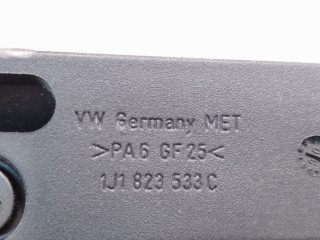 VW Germany MET
>PA6 GF25<
1J1 823 533 C